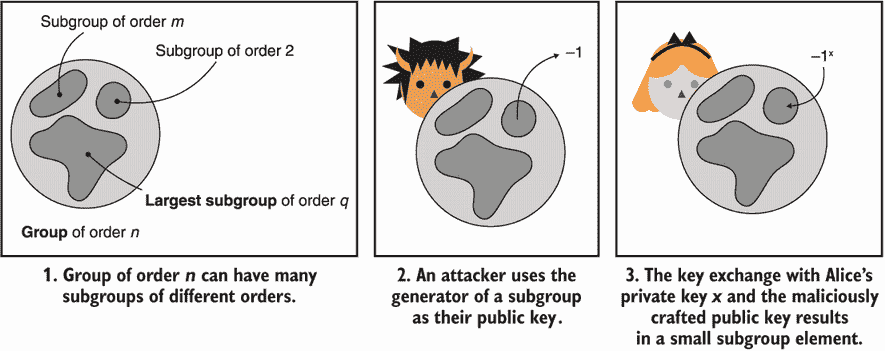 Subgroup of order m
Subgroup of order 2
Largest subgroup of order q
Group of order n
1. Group of order n can have many
subgroups of different orders.
–1
2. An attacker uses the
generator of a subgroup
as their public key.
–1ˣ
3. The key exchange with Alice’s
private key x and the maliciously
crafted public key results
in a small subgroup element.